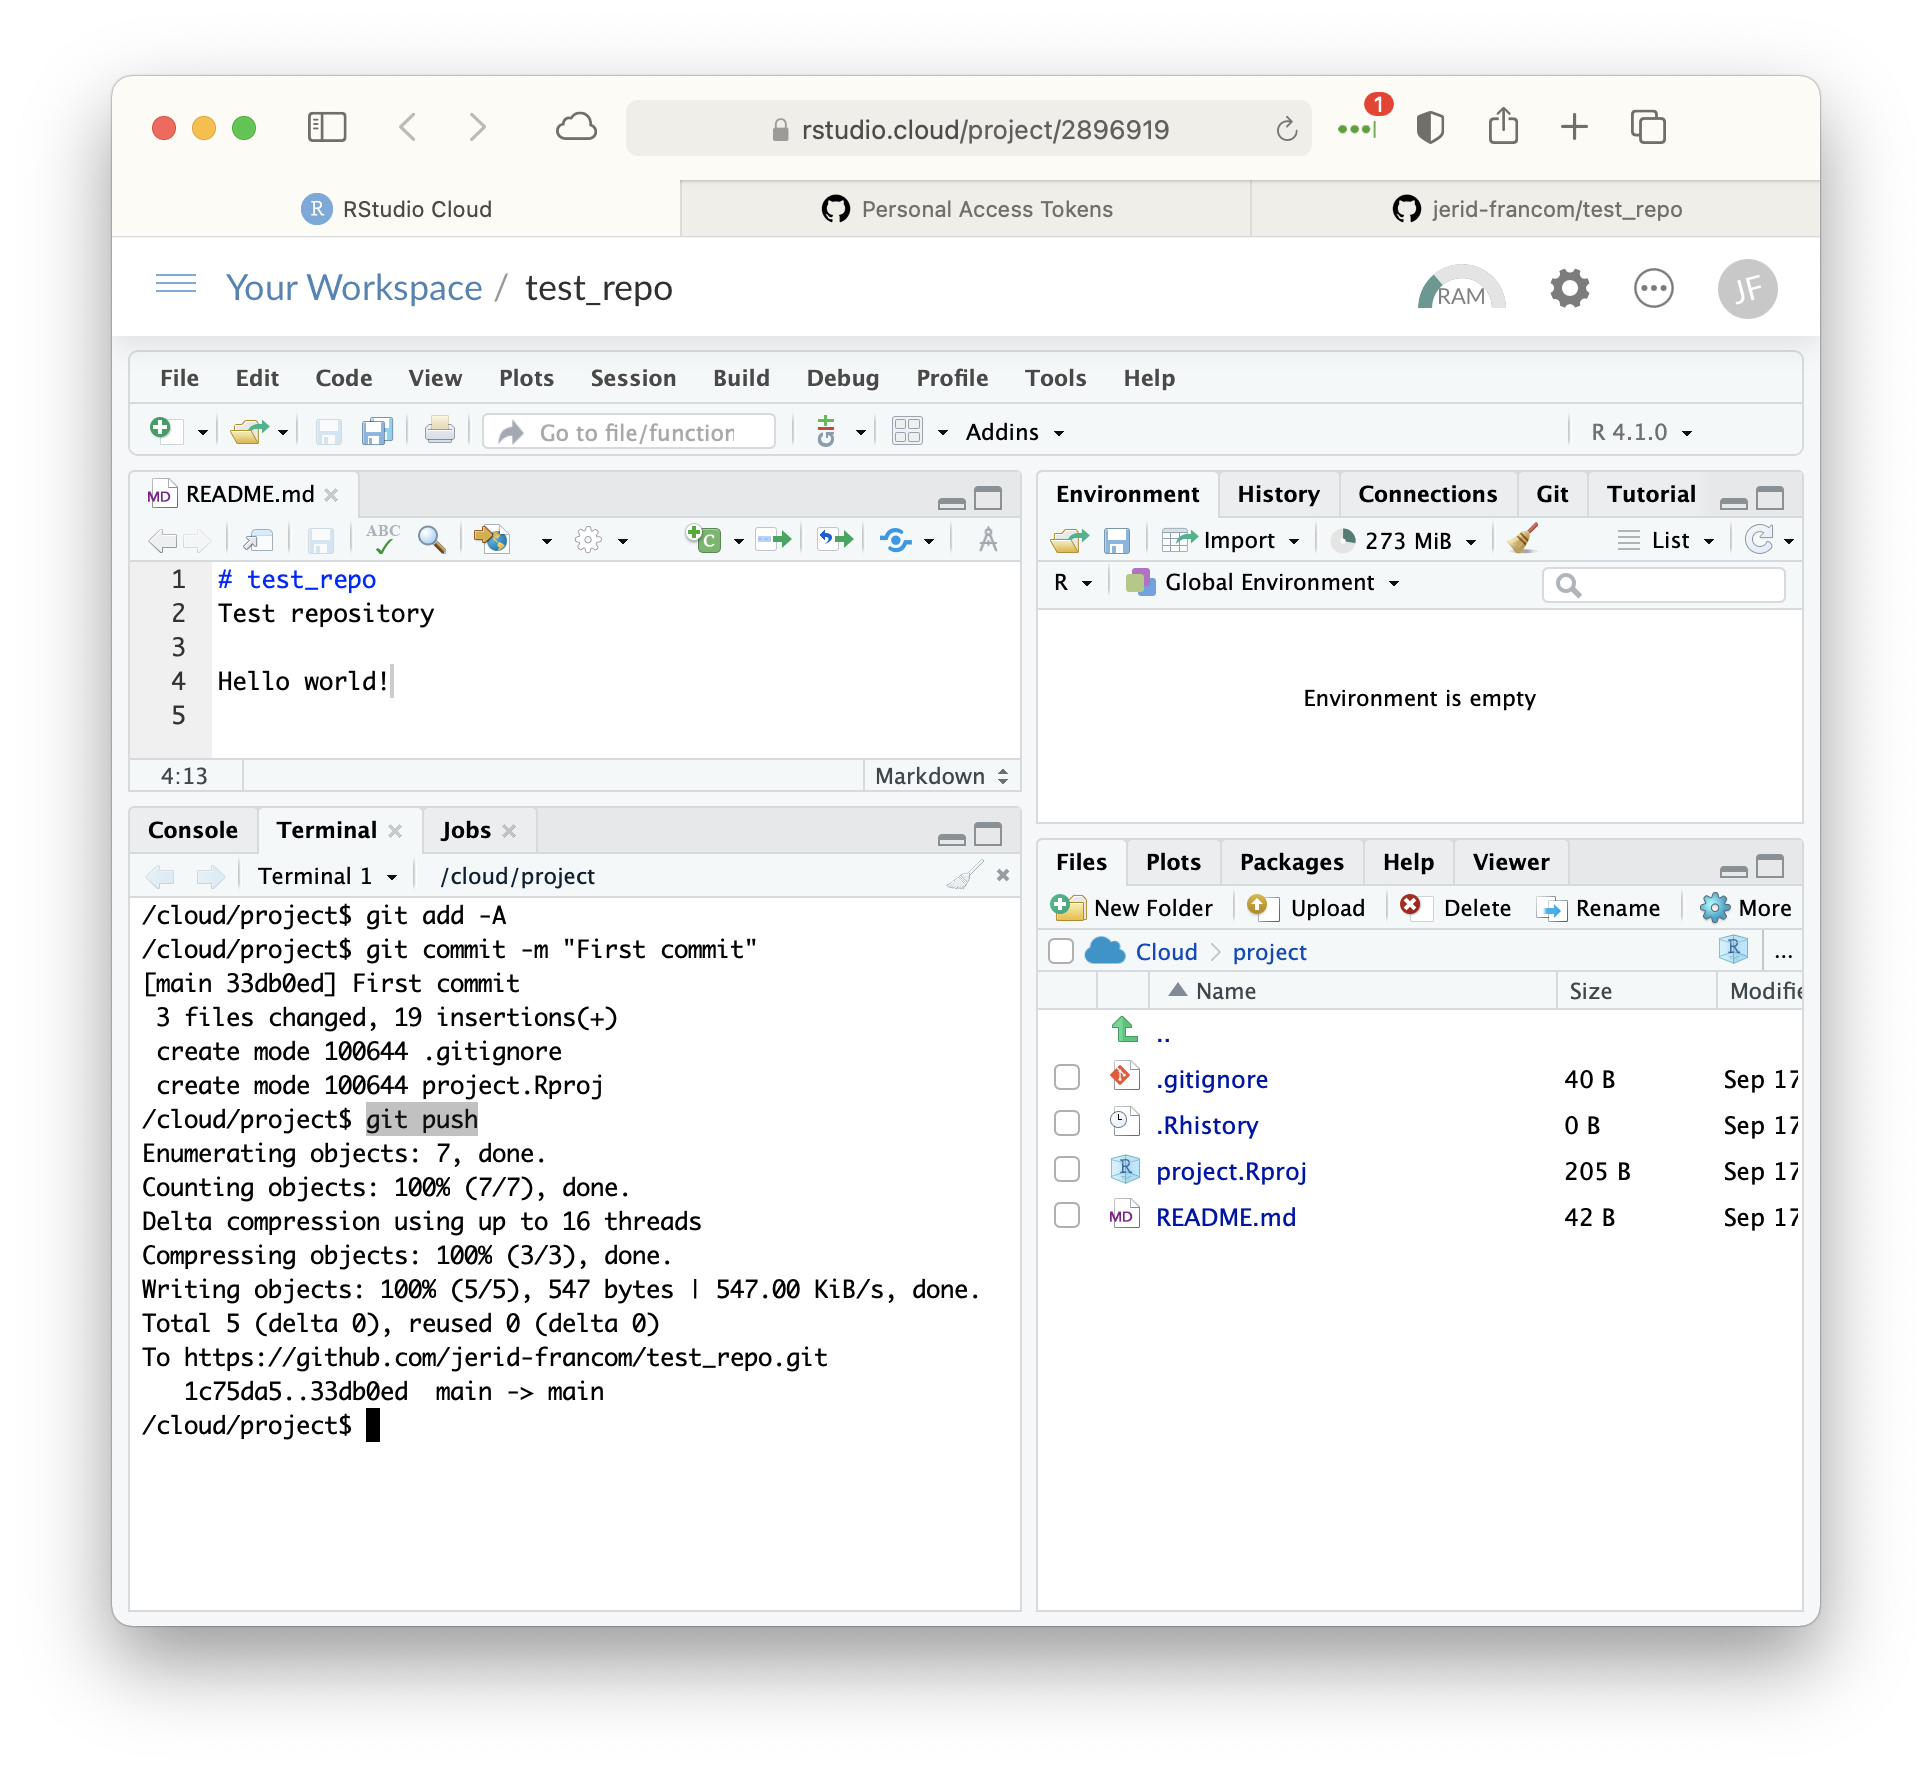 1
rstudio.cloud/project/2896919
R RStudio Cloud
Personal Access Tokens
jerid-francom/test_repo
Your Workspace / test_repo
RAM
JF
File Edit Code View Plots Session Build Debug Profile Tools Help
Go to file/function
Addins
R 4.1.0
MD README.md
ABC
C
1 # test_repo
2 Test repository
3
4 Hello world!
5
4:13
Markdown
Console Terminal Jobs
Terminal 1 /cloud/project
/cloud/project$ git add -A
/cloud/project$ git commit -m "First commit"
[main 33db0ed] First commit
3 files changed, 19 insertions(+)
create mode 100644 .gitignore
create mode 100644 project.Rproj
/cloud/project$ git push
Enumerating objects: 7, done.
Counting objects: 100% (7/7), done.
Delta compression using up to 16 threads
Compressing objects: 100% (3/3), done.
Writing objects: 100% (5/5), 547 bytes | 547.00 KiB/s, done.
Total 5 (delta 0), reused 0 (delta 0)
To https://github.com/jerid-francom/test_repo.git
1c75da5..33db0ed main -> main
/cloud/project$
Environment History Connections Git Tutorial
Import 273 MiB List
R Global Environment
Environment is empty
Files Plots Packages Help Viewer
New Folder Upload Delete Rename More
Cloud > project R ...
Name Size Modifie
..
.gitignore 40 B Sep 17
.Rhistory 0 B Sep 17
R project.Rproj 205 B Sep 17
MD README.md 42 B Sep 17